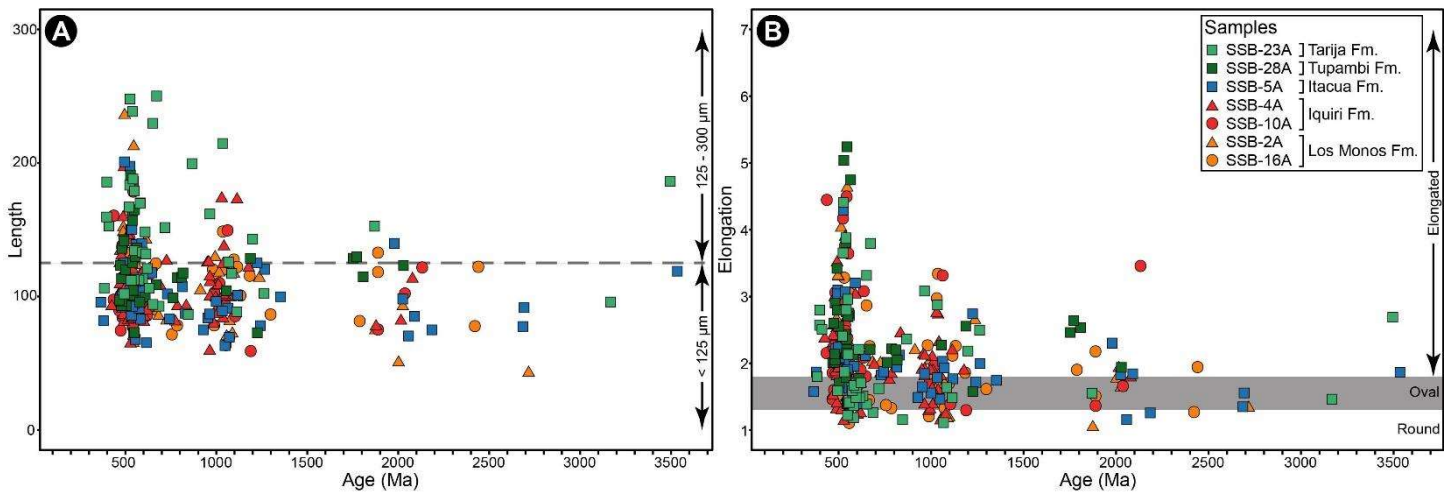 A
300
200
100
0
Length
500
1000
1500
2000
2500
3000
3500
Age (Ma)
125 - 300 µm
< 125 µm
B
7
6
5
4
3
2
1
Elongation
500
1000
1500
2000
2500
3000
3500
Age (Ma)
Samples
SSB-23A ] Tarija Fm.
SSB-28A ] Tupambi Fm.
SSB-5A ] Itacua Fm.
SSB-4A
SSB-10A
Iquiri Fm.
SSB-2A
SSB-16A
Los Monos Fm.
Elongated
Oval
Round